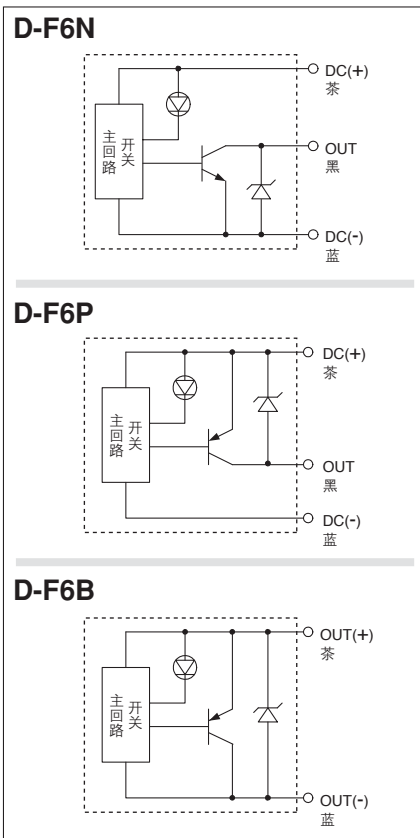 D-F6N
DC(+)
茶
开关
主回路
OUT
黑
DC(-)
蓝
D-F6P
DC(+)
茶
开关
主回路
OUT
黑
DC(-)
蓝
D-F6B
OUT(+)
茶
开关
主回路
OUT(-)
蓝